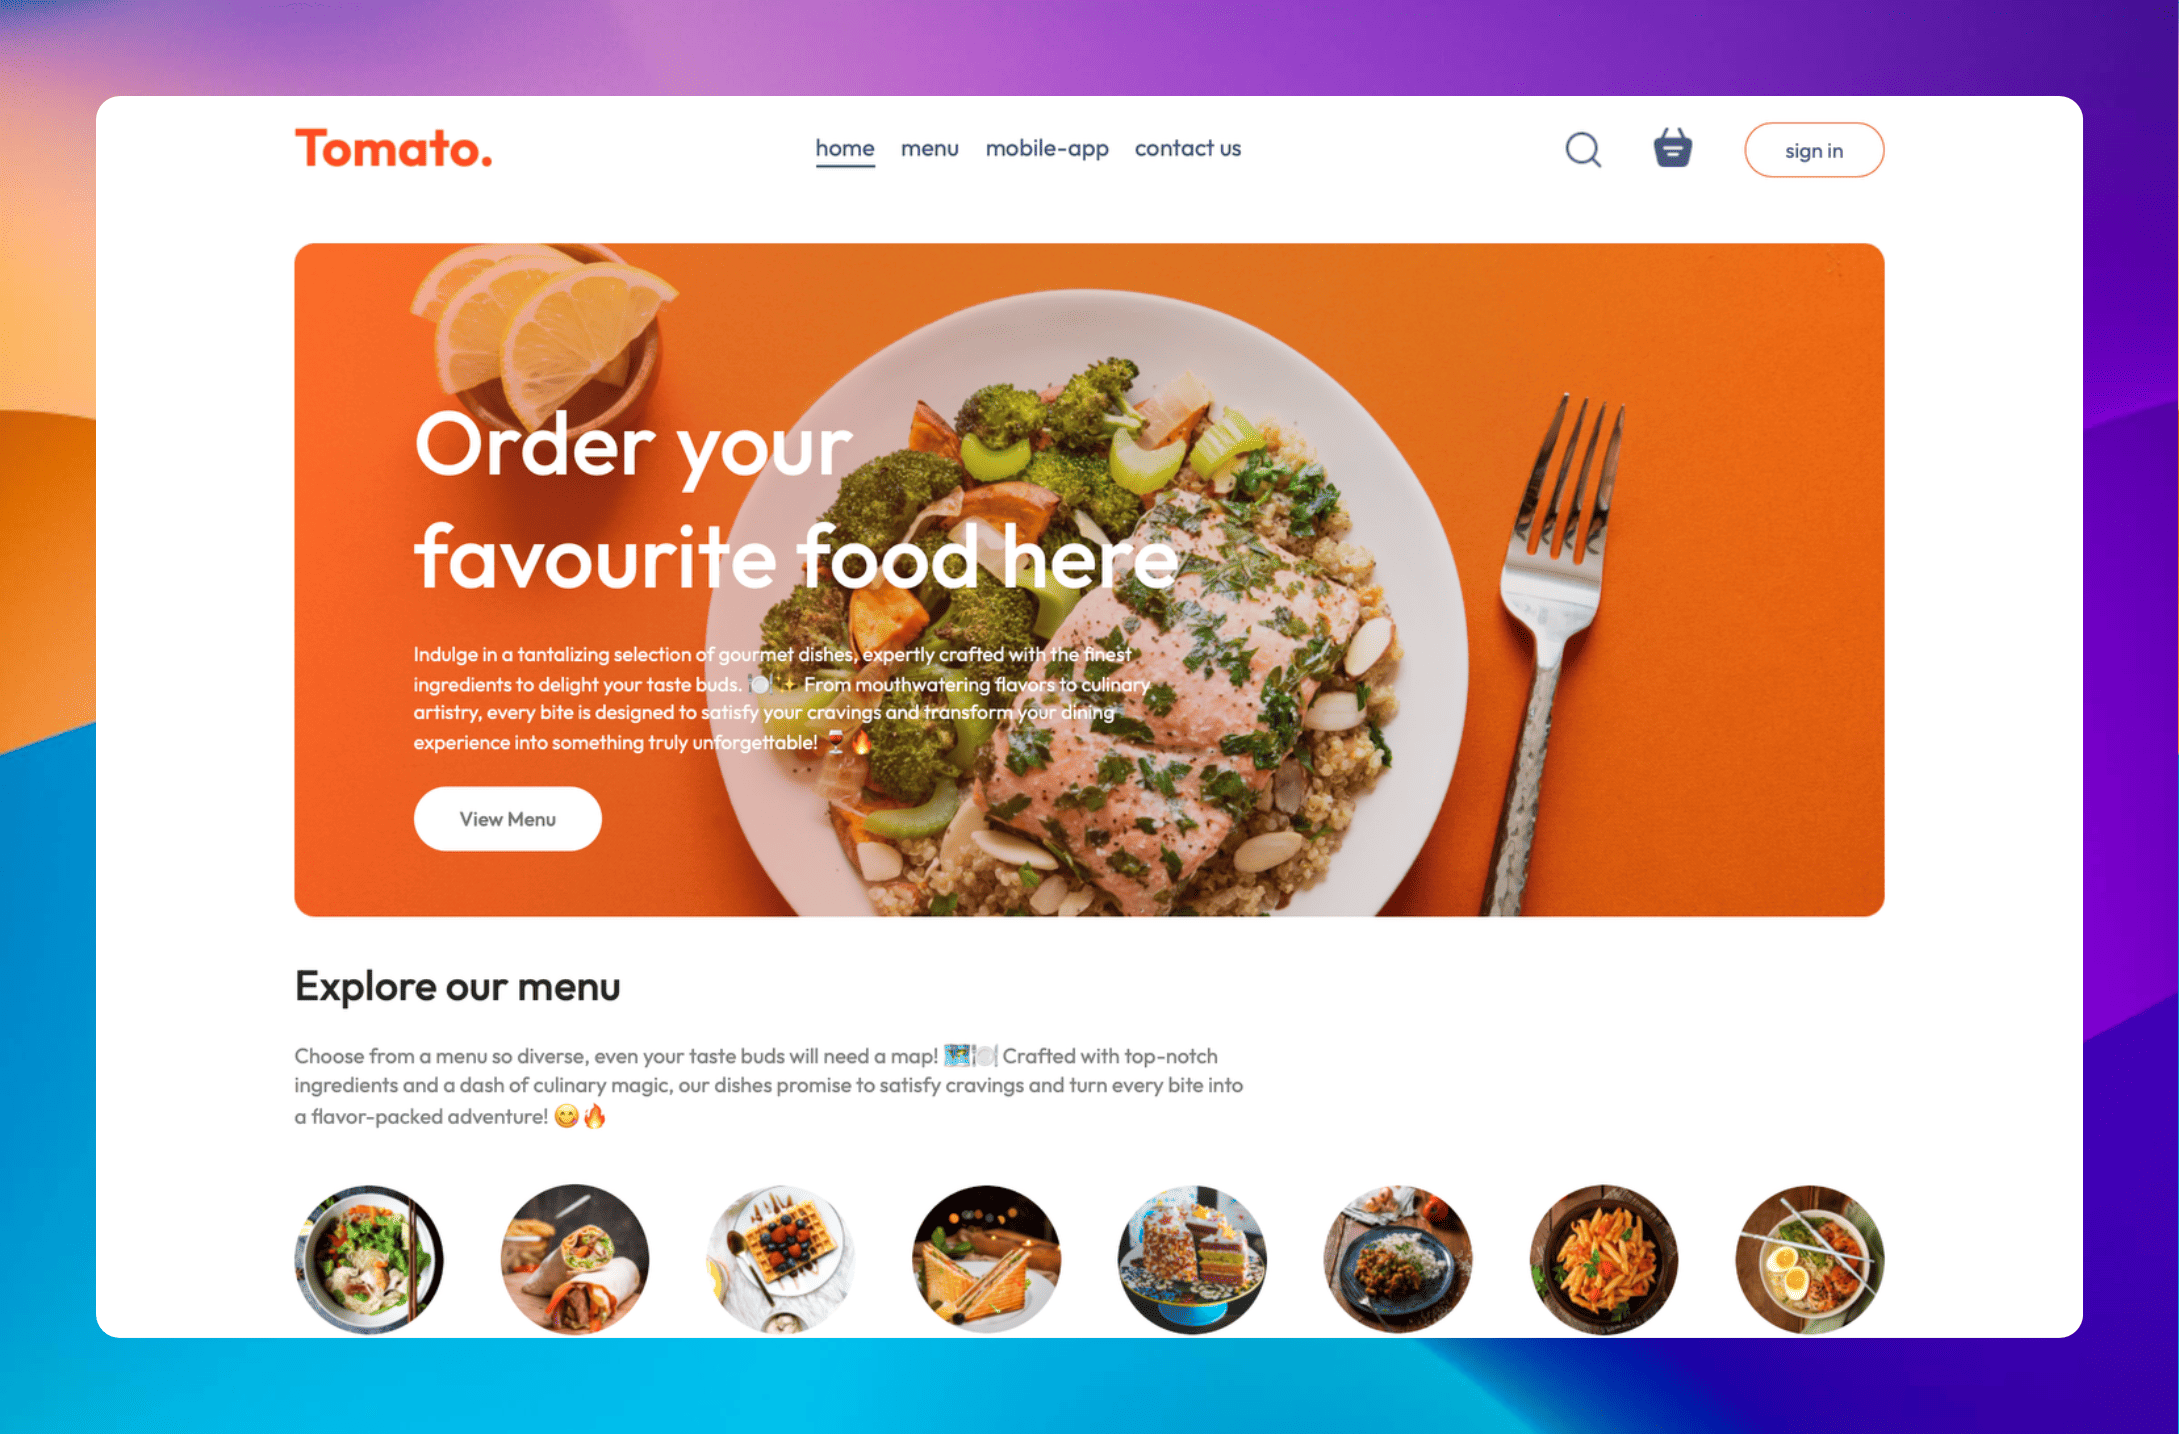 Tomato.
home menu mobile-app contact us
sign in
Order your
favourite food here
Indulge in a tantalizing selection of gourmet dishes, expertly crafted with the finest
ingredients to delight your taste buds. 🍽️✨ From mouthwatering flavors to culinary
artistry, every bite is designed to satisfy your cravings and transform your dining
experience into something truly unforgettable! 🍷🔥
View Menu
Explore our menu
Choose from a menu so diverse, even your taste buds will need a map! 🗺️🍽️ Crafted with top-notch
ingredients and a dash of culinary magic, our dishes promise to satisfy cravings and turn every bite into
a flavor-packed adventure! 😋🔥